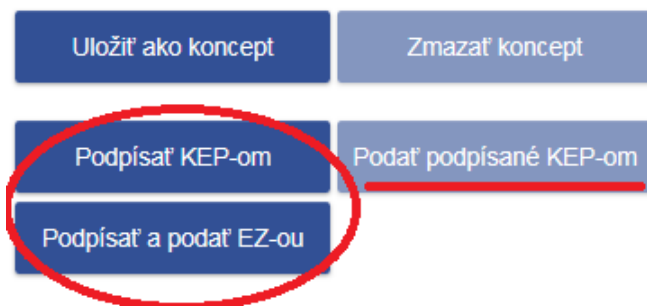 Uložiť ako koncept
Zmazať koncept
Podpísať KEP-om
Podať podpísané KEP-om
Podpísať a podať EZ-ou